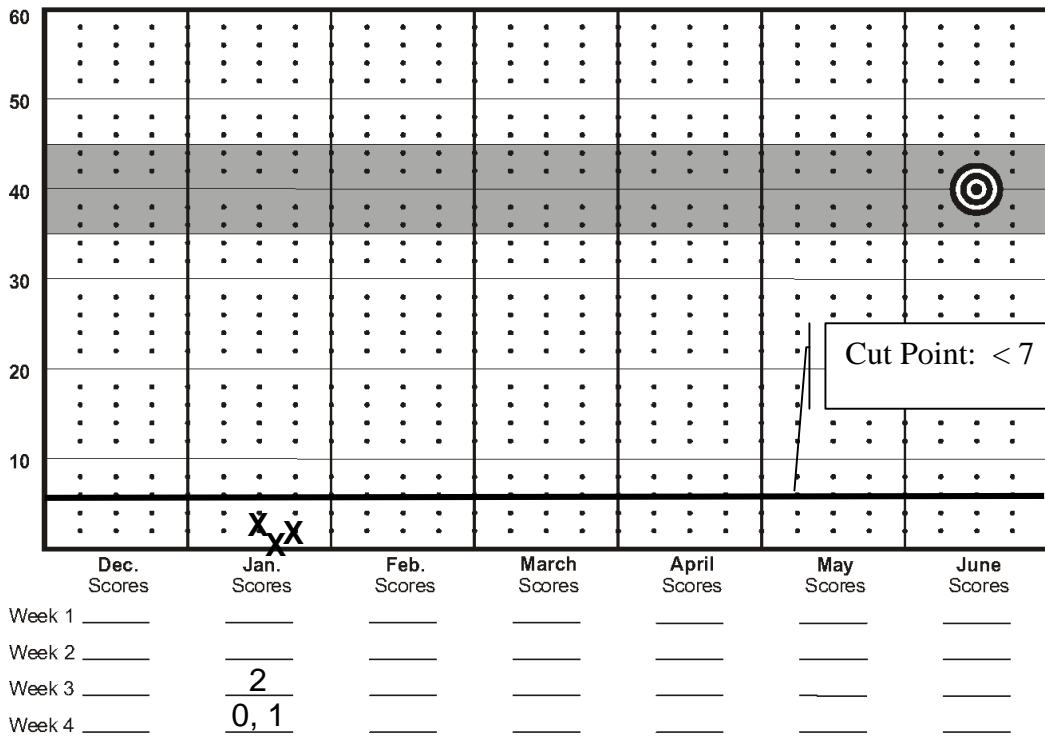 60
50
40
30
20
10
Cut Point: < 7
X X X
Dec. Jan. Feb. March April May June
Scores Scores Scores Scores Scores Scores Scores
Week 1
Week 2
Week 3 2
Week 4 0, 1